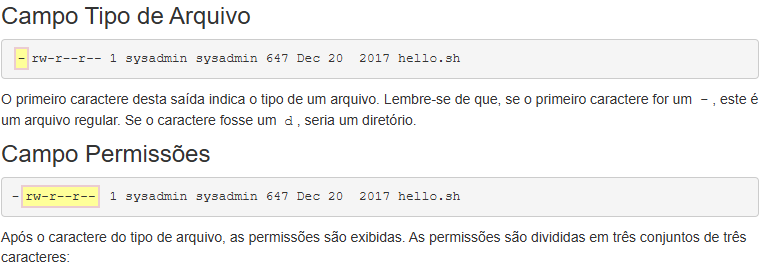 Campo Tipo de Arquivo
-rw-r--r-- 1 sysadmin sysadmin 647 Dec 20  2017 hello.sh
O primeiro caractere desta saída indica o tipo de um arquivo. Lembre-se de que, se o primeiro caractere for um - , este é
um arquivo regular. Se o caractere fosse um d , seria um diretório.
Campo Permissões
-rw-r--r-- 1 sysadmin sysadmin 647 Dec 20  2017 hello.sh
Após o caractere do tipo de arquivo, as permissões são exibidas. As permissões são divididas em três conjuntos de três
caracteres: